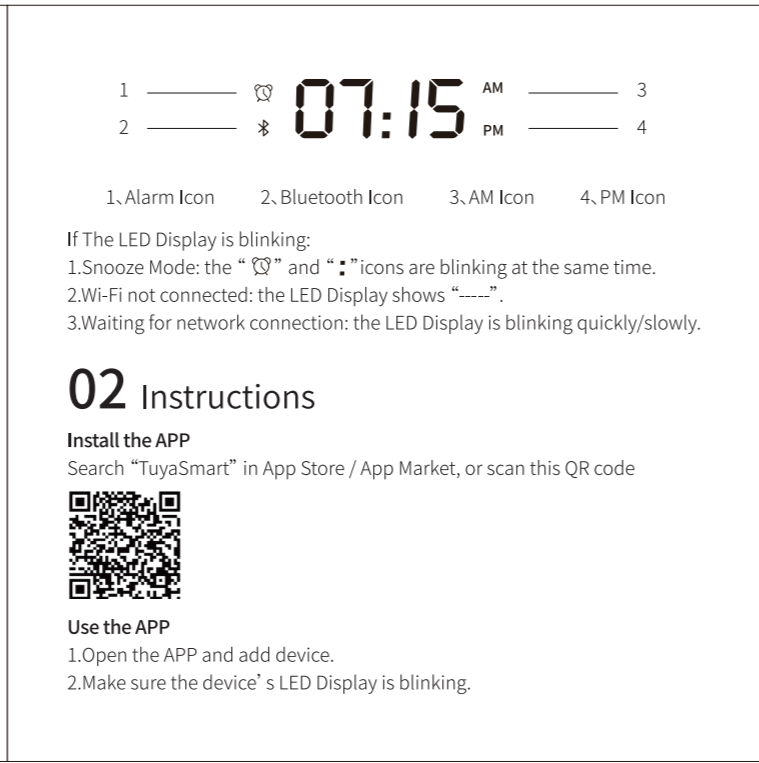 1 07:15 AM 3
2 PM 4
1、Alarm Icon 2、Bluetooth Icon 3、AM Icon 4、PM Icon
If The LED Display is blinking:
1.Snooze Mode: the “ ” and “ : ”icons are blinking at the same time.
2.Wi-Fi not connected: the LED Display shows “-----”.
3.Waiting for network connection: the LED Display is blinking quickly/slowly.
02 Instructions
Install the APP
Search “TuyaSmart” in App Store / App Market, or scan this QR code
Use the APP
1.Open the APP and add device.
2.Make sure the device’ s LED Display is blinking.